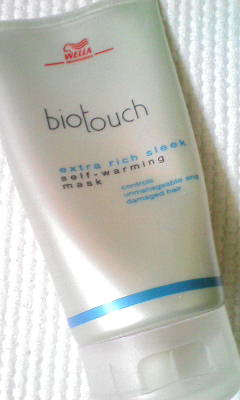 WELLA
biotouch
extra rich sleek
self-warming
mask
controls
unmanageable and
damaged hair